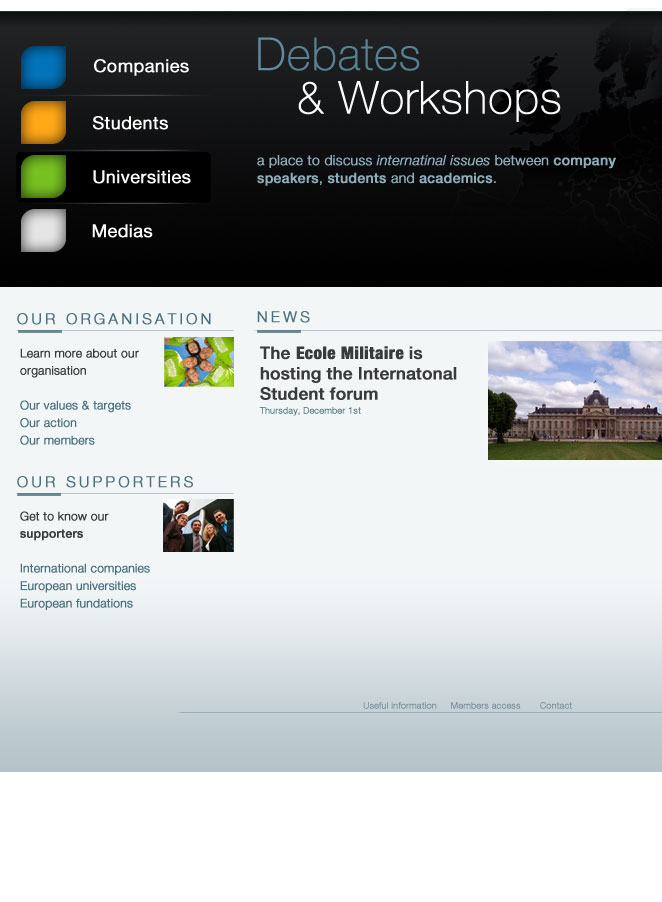 Companies
Students
Universities
Medias
Debates
& Workshops
a place to discuss internatinal issues between company
speakers, students and academics.
OUR ORGANISATION
Learn more about our
organisation
Our values & targets
Our action
Our members
OUR SUPPORTERS
Get to know our
supporters
International companies
European universities
European fundations
NEWS
The Ecole Militaire is
hosting the Internatonal
Student forum
Thursday, December 1st
Useful information Members access Contact